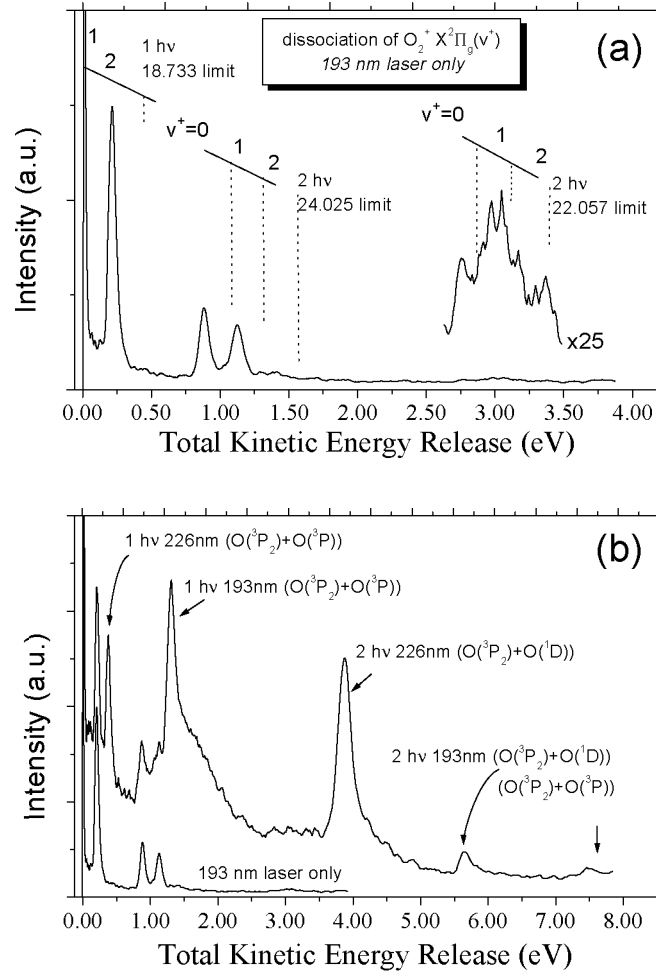 (a)
dissociation of O₂⁺ X²Π_g(v⁺)
193 nm laser only
1 2
1 hν
18.733 limit
v⁺=0 1 2
2 hν
24.025 limit
v⁺=0 1 2
2 hν
22.057 limit
x25
Intensity (a.u.)
0.00 0.50 1.00 1.50 2.00 2.50 3.00 3.50 4.00
Total Kinetic Energy Release (eV)
(b)
1 hν 226nm (O(³P₂)+O(³P))
1 hν 193nm (O(³P₂)+O(³P))
2 hν 226nm (O(³P₂)+O(¹D))
2 hν 193nm (O(³P₂)+O(¹D))
(O(³P₂)+O(³P))
193 nm laser only
Intensity (a.u.)
0.00 1.00 2.00 3.00 4.00 5.00 6.00 7.00 8.00
Total Kinetic Energy Release (eV)